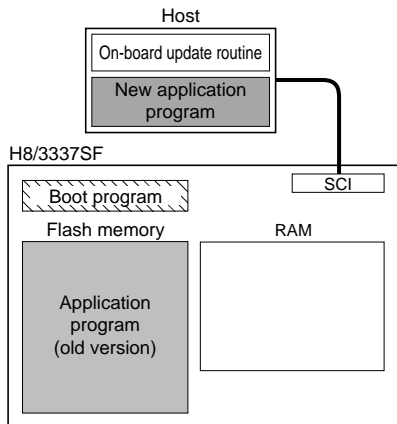 Host
On-board update routine
New application
program
H8/3337SF
SCI
Boot program
Flash memory
RAM
Application
program
(old version)